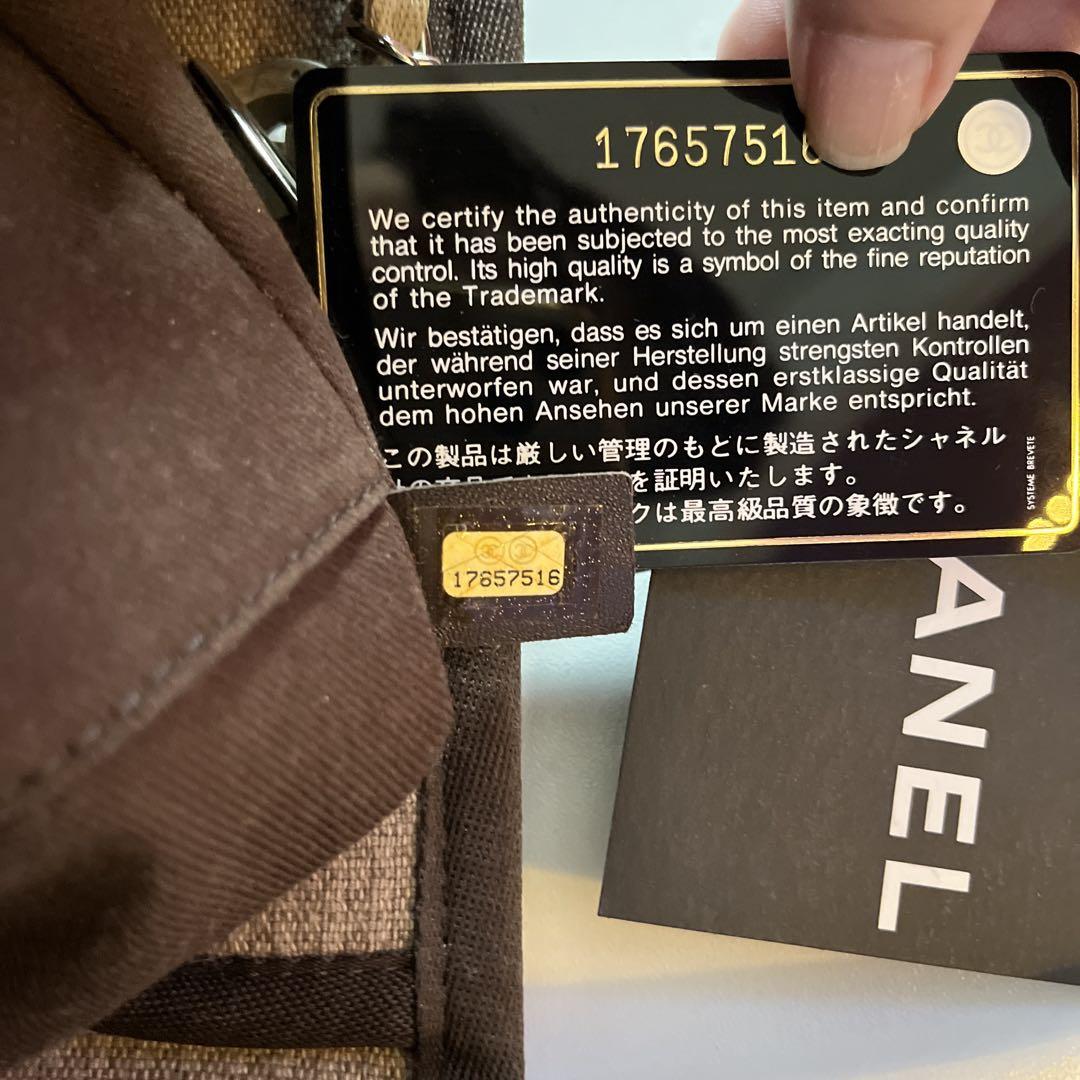 17657516
We certify the authenticity of this item and confirm
that it has been subjected to the most exacting quality
control. Its high quality is a symbol of the fine reputation
of the Trademark.
Wir bestätigen, dass es sich um einen Artikel handelt,
der während seiner Herstellung strengsten Kontrollen
unterworfen war, und dessen erstklassige Qualität
dem hohen Ansehen unserer Marke entspricht.
この製品は厳しい管理のもとに製造されたシャネル
を証明いたします。
クは最高級品質の象徴です。
SYSTEME BREVETE
17857516
ANEL